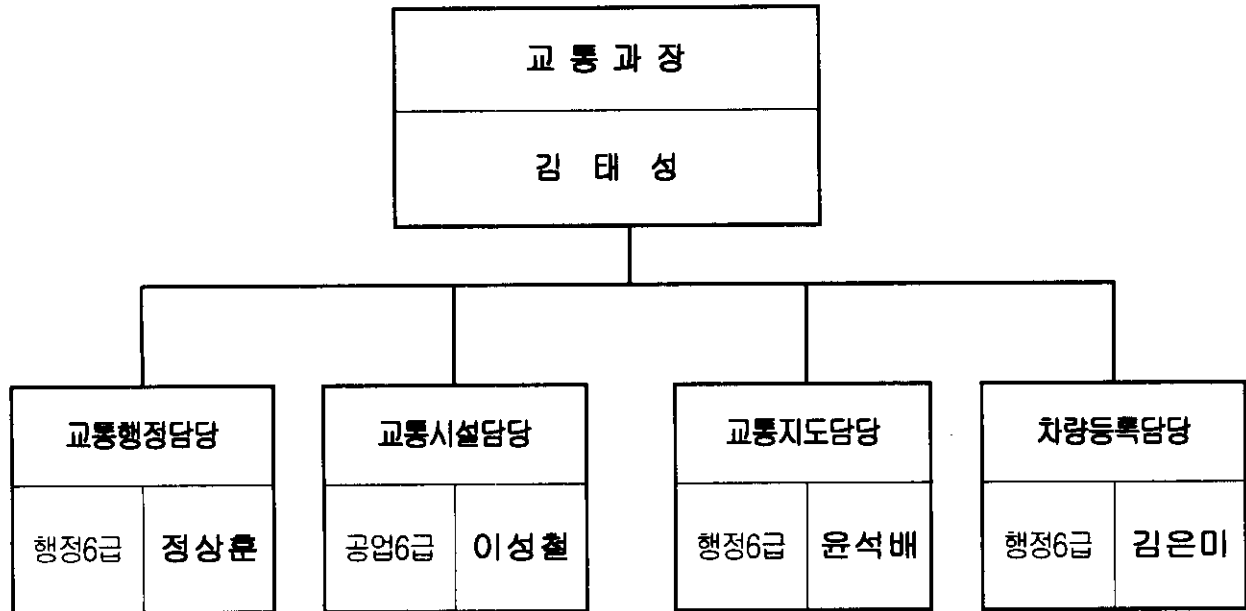 교통과장
김태성
교통행정담당
행정6급 정상훈
교통시설담당
공업6급 이성철
교통지도담당
행정6급 윤석배
차량등록담당
행정6급 김은미